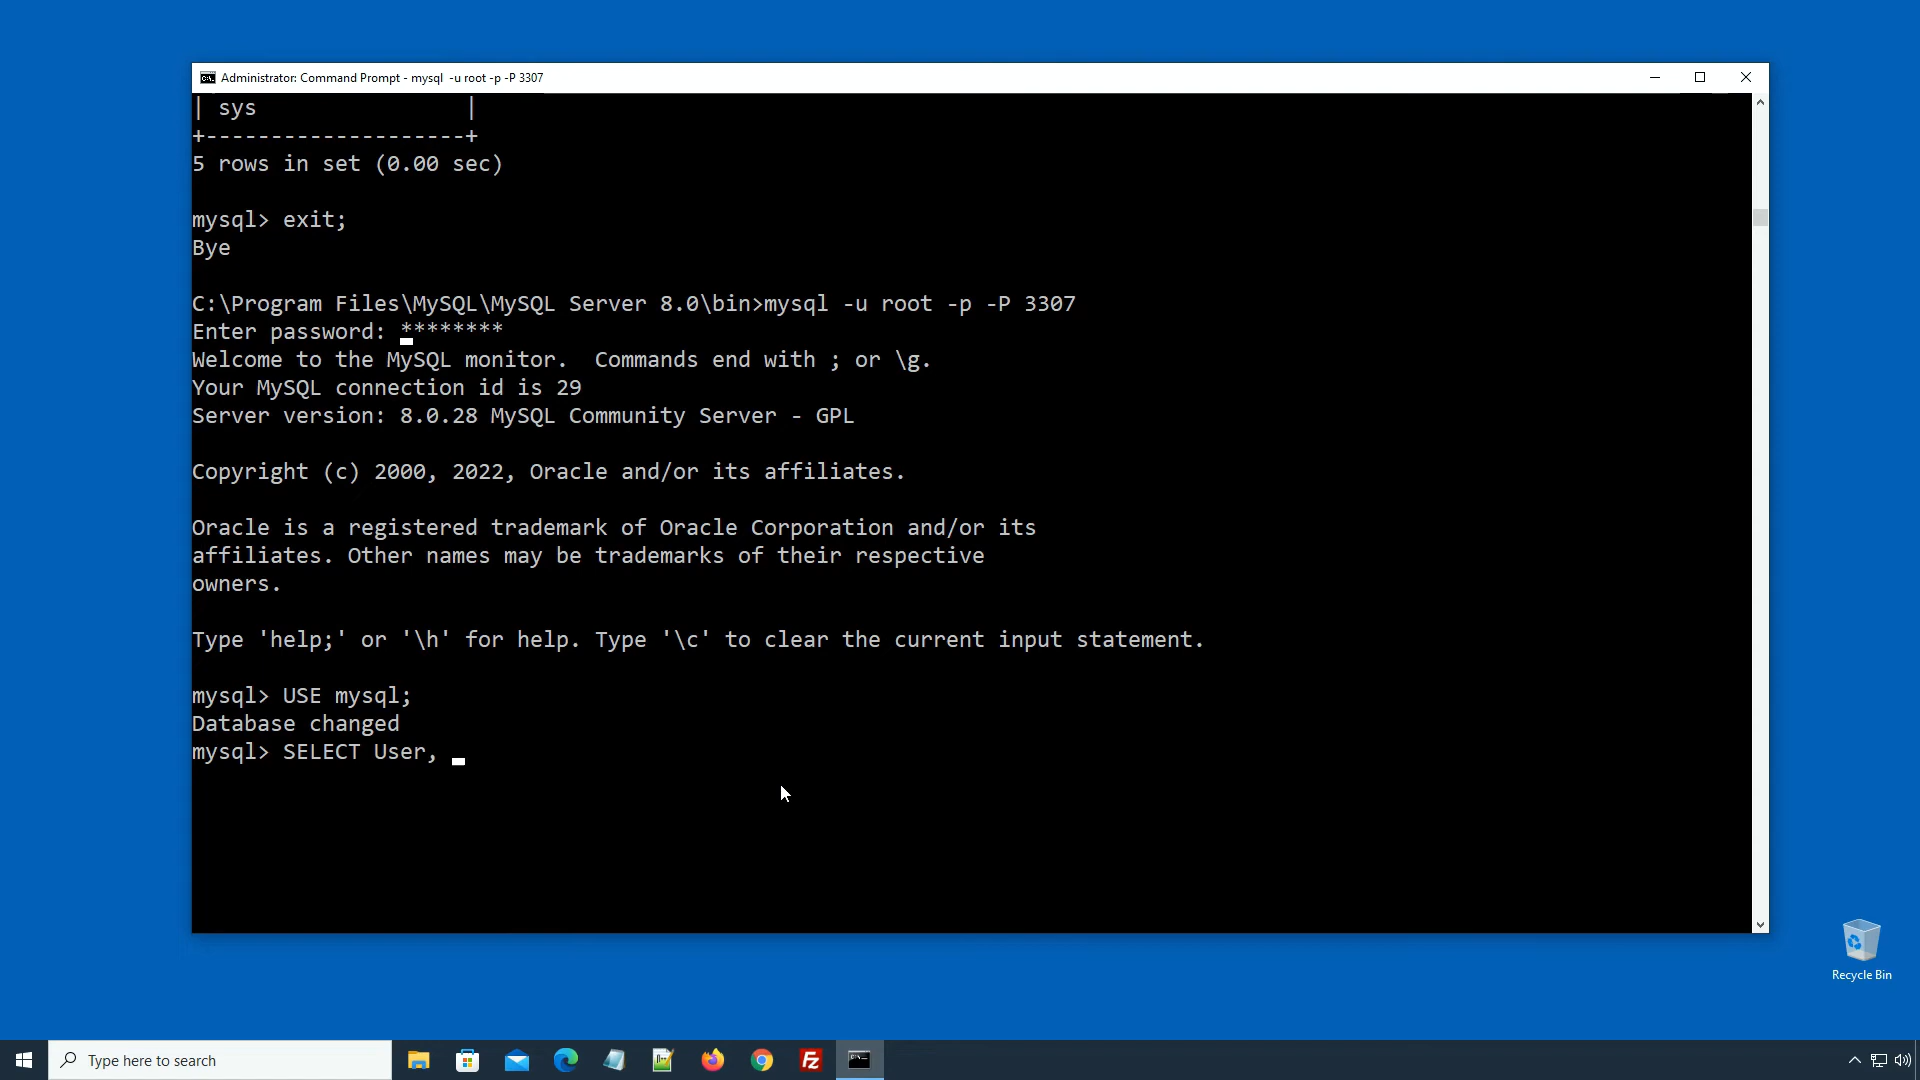 Administrator: Command Prompt - mysql  -u root -p -P 3307
| sys                |
+--------------------+
5 rows in set (0.00 sec)
mysql> exit;
Bye
C:\Program Files\MySQL\MySQL Server 8.0\bin>mysql -u root -p -P 3307
Enter password: ********
Welcome to the MySQL monitor.  Commands end with ; or \g.
Your MySQL connection id is 29
Server version: 8.0.28 MySQL Community Server - GPL
Copyright (c) 2000, 2022, Oracle and/or its affiliates.
Oracle is a registered trademark of Oracle Corporation and/or its
affiliates. Other names may be trademarks of their respective
owners.
Type 'help;' or '\h' for help. Type '\c' to clear the current input statement.
mysql> USE mysql;
Database changed
mysql> SELECT User, 
Recycle Bin
Type here to search